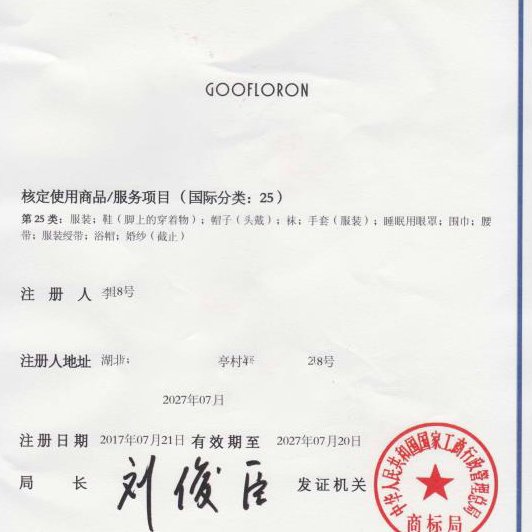 GOOFLORON
核定使用商品/服务项目（国际分类：25）
第25类：服装；鞋（脚上的穿着物）；帽子（头戴）；袜；手套（服装）；睡眠用眼罩；围巾；腰
带；服装绶带；浴帽；婚纱（截止）
注 册 人 李 8号
注册人地址 湖北 亭村 8号
2027年07月
注册日期 2017年07月21日 有效期至 2027年07月20日
局 长 刘俊臣 发证机关
中华人民共和国国家工商行政管理总局
商标局